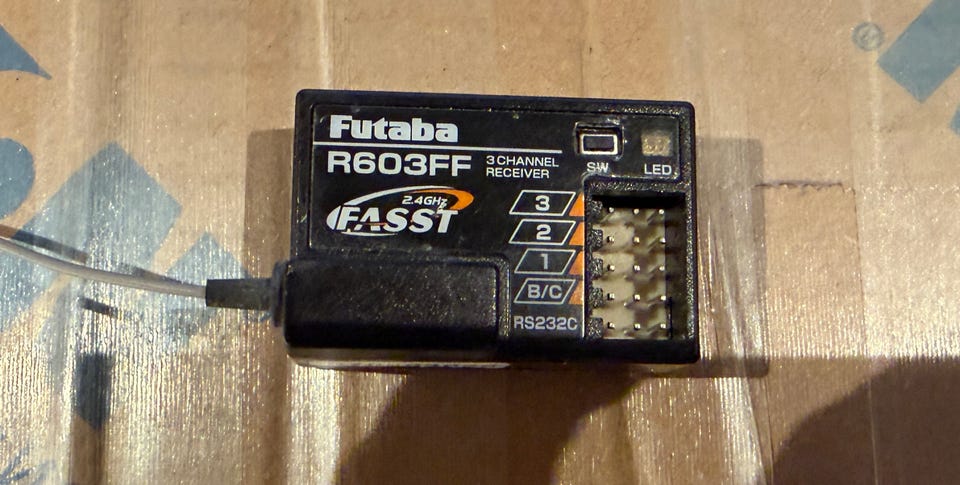 Futaba
R603FF
3 CHANNEL
RECEIVER
2.4GHz
FASST
SW
LED
3
2
1
B/C
RS232C